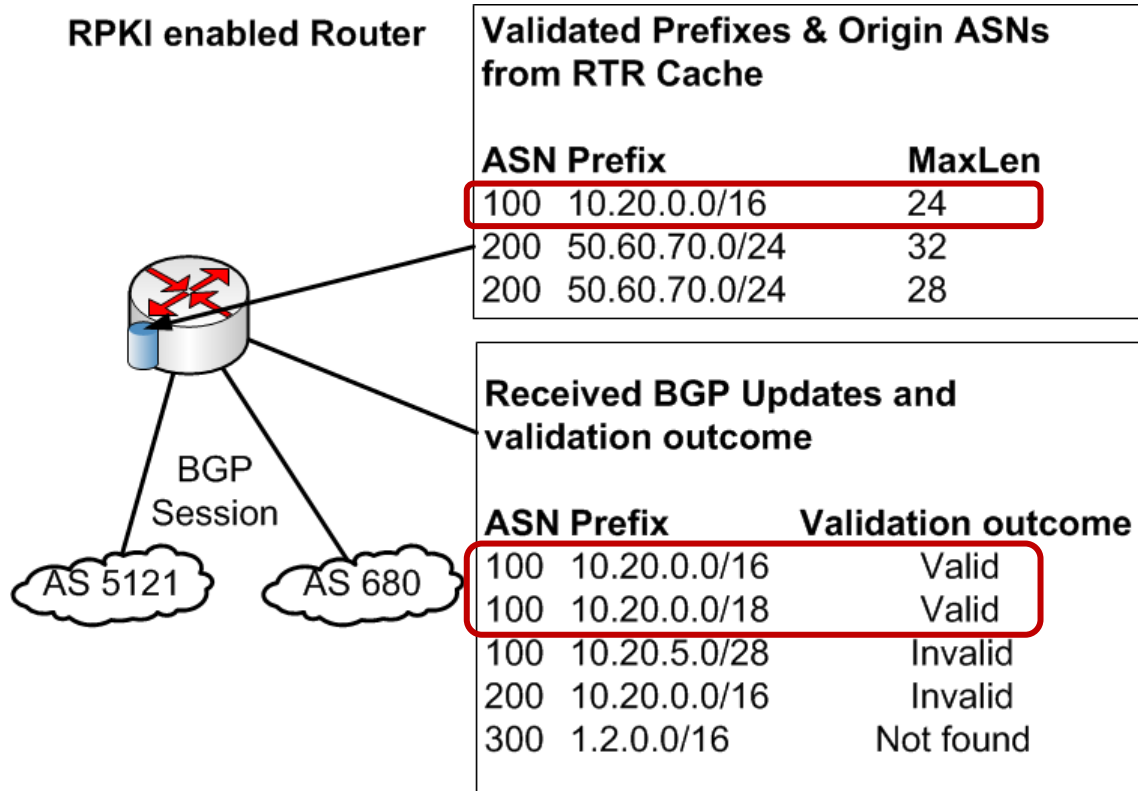 RPKI enabled Router
Validated Prefixes & Origin ASNs
from RTR Cache
ASN Prefix MaxLen
100 10.20.0.0/16 24
200 50.60.70.0/24 32
200 50.60.70.0/24 28
BGP
Session
AS 5121
AS 680
Received BGP Updates and
validation outcome
ASN Prefix Validation outcome
100 10.20.0.0/16 Valid
100 10.20.0.0/18 Valid
100 10.20.5.0/28 Invalid
200 10.20.0.0/16 Invalid
300 1.2.0.0/16 Not found